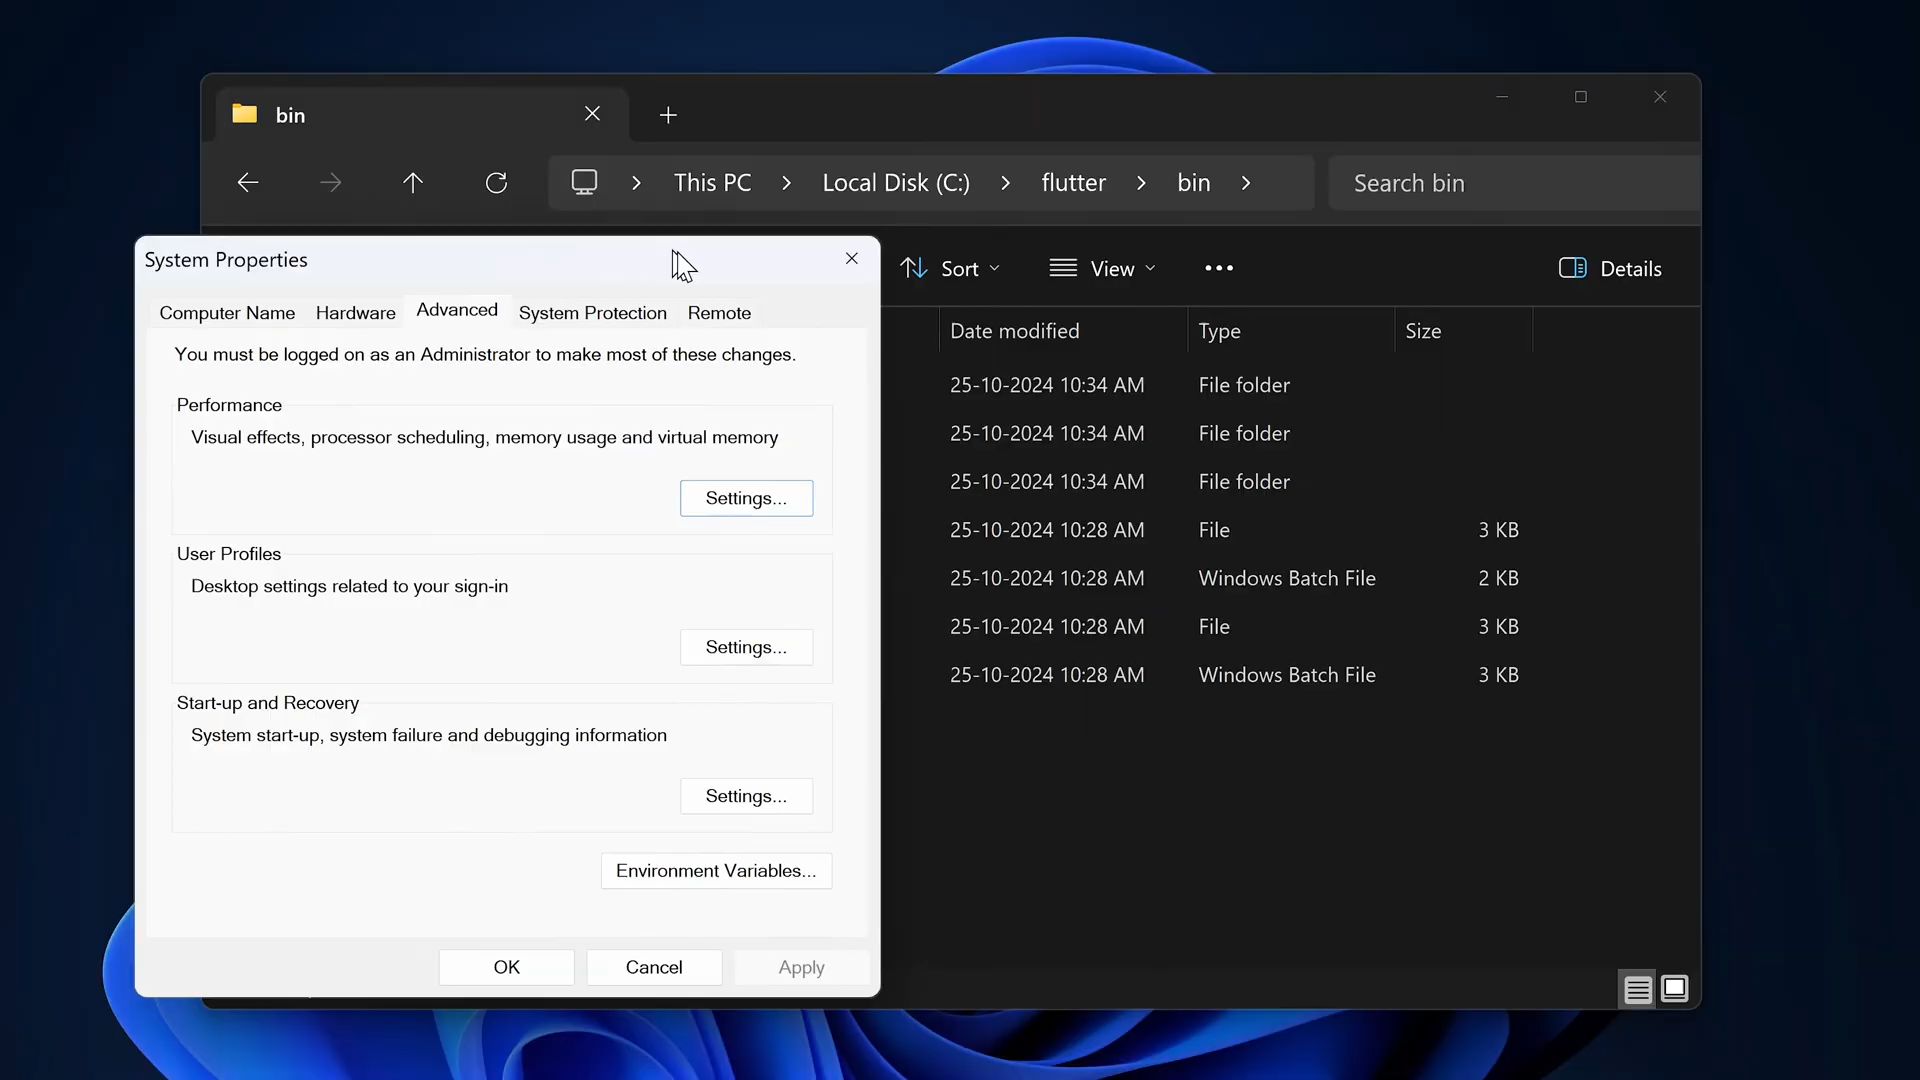 bin
This PC
Local Disk (C:)
flutter
bin
Search bin
Sort
View
Details
System Properties
Computer Name
Hardware
Advanced
System Protection
Remote
You must be logged on as an Administrator to make most of these changes.
Performance
Visual effects, processor scheduling, memory usage and virtual memory
Settings...
User Profiles
Desktop settings related to your sign-in
Settings...
Start-up and Recovery
System start-up, system failure and debugging information
Settings...
Environment Variables...
OK
Cancel
Apply
Date modified Type Size
25-10-2024 10:34 AM File folder
25-10-2024 10:34 AM File folder
25-10-2024 10:34 AM File folder
25-10-2024 10:28 AM File 3 KB
25-10-2024 10:28 AM Windows Batch File 2 KB
25-10-2024 10:28 AM File 3 KB
25-10-2024 10:28 AM Windows Batch File 3 KB